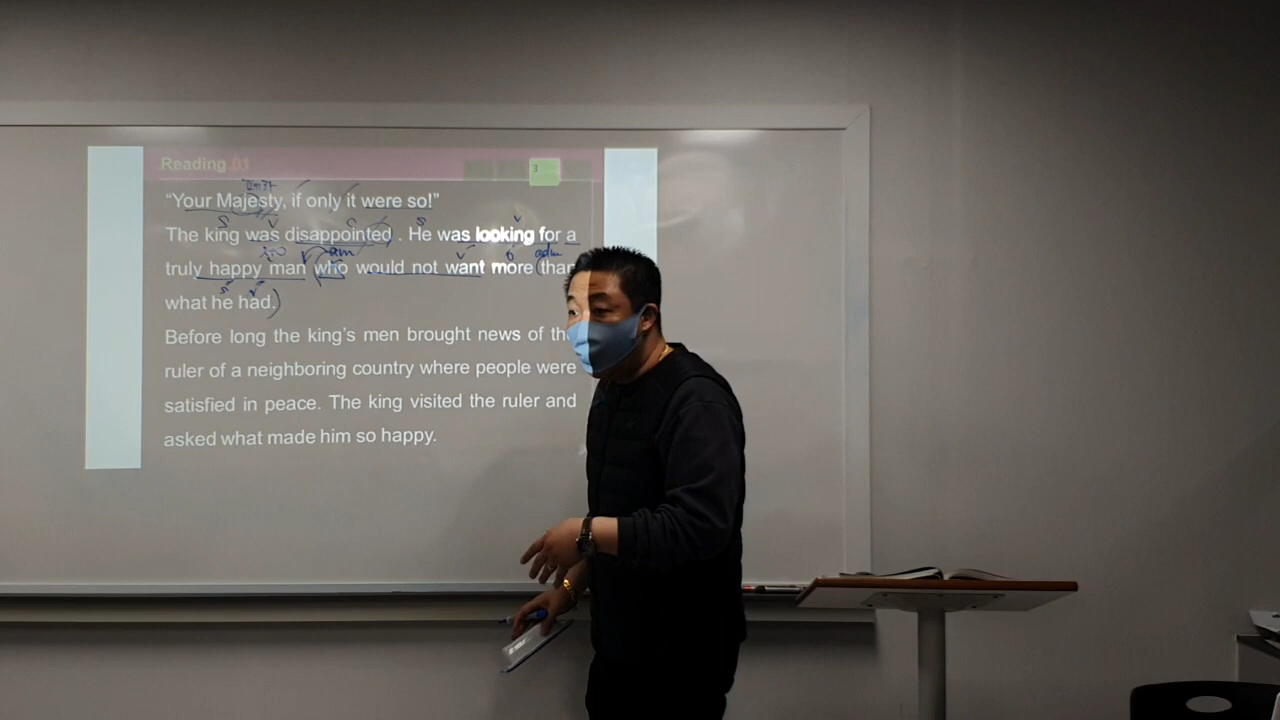 Reading 01
3
"Your Majesty, if only it were so!"
The king was disappointed . He was looking for a
truly happy man who would not want more (than
what he had.)
Before long the king's men brought news of the
ruler of a neighboring country where people were
satisfied in peace. The king visited the ruler and
asked what made him so happy.